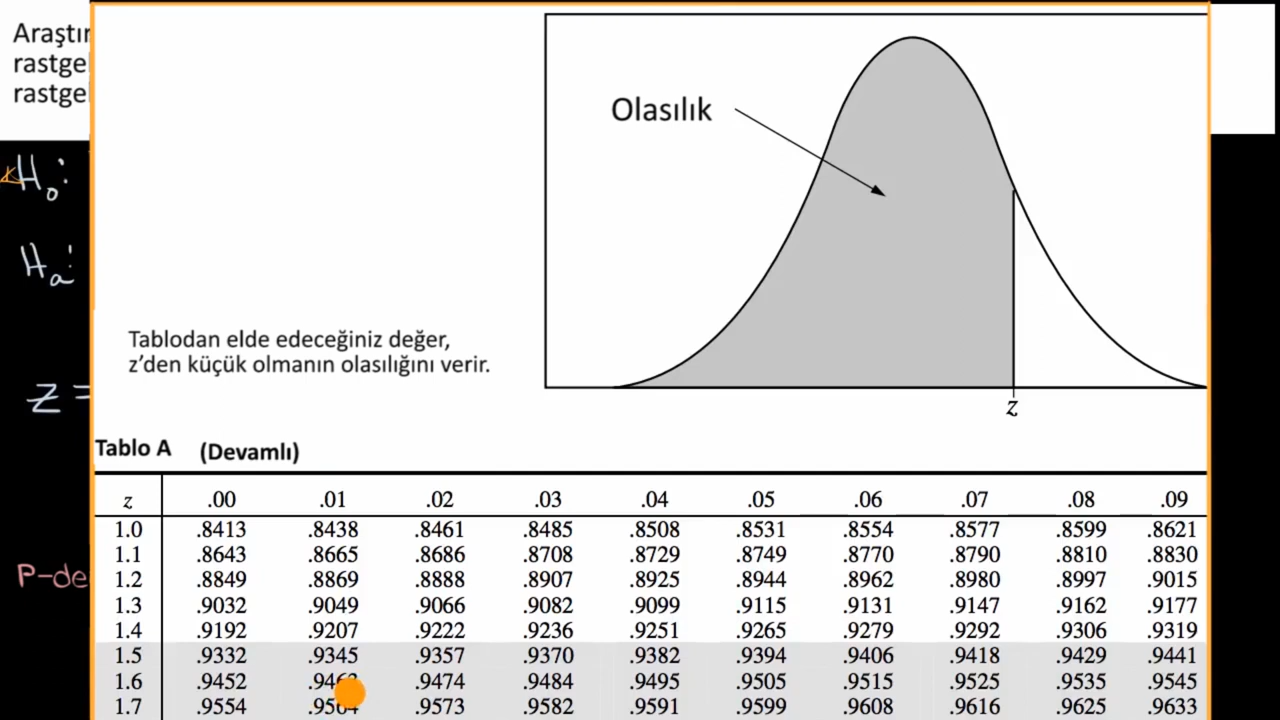 Araştır
rastge
rastge
H₀:
Hₐ:
z =
P-de
Olasılık
z
Tablodan elde edeceğiniz değer,
z'den küçük olmanın olasılığını verir.
Tablo A (Devamlı)
z .00 .01 .02 .03 .04 .05 .06 .07 .08 .09
1.0 .8413 .8438 .8461 .8485 .8508 .8531 .8554 .8577 .8599 .8621
1.1 .8643 .8665 .8686 .8708 .8729 .8749 .8770 .8790 .8810 .8830
1.2 .8849 .8869 .8888 .8907 .8925 .8944 .8962 .8980 .8997 .9015
1.3 .9032 .9049 .9066 .9082 .9099 .9115 .9131 .9147 .9162 .9177
1.4 .9192 .9207 .9222 .9236 .9251 .9265 .9279 .9292 .9306 .9319
1.5 .9332 .9345 .9357 .9370 .9382 .9394 .9406 .9418 .9429 .9441
1.6 .9452 .9474 .9484 .9495 .9505 .9515 .9525 .9535 .9545
1.7 .9554 .9564 .9573 .9582 .9591 .9599 .9608 .9616 .9625 .9633